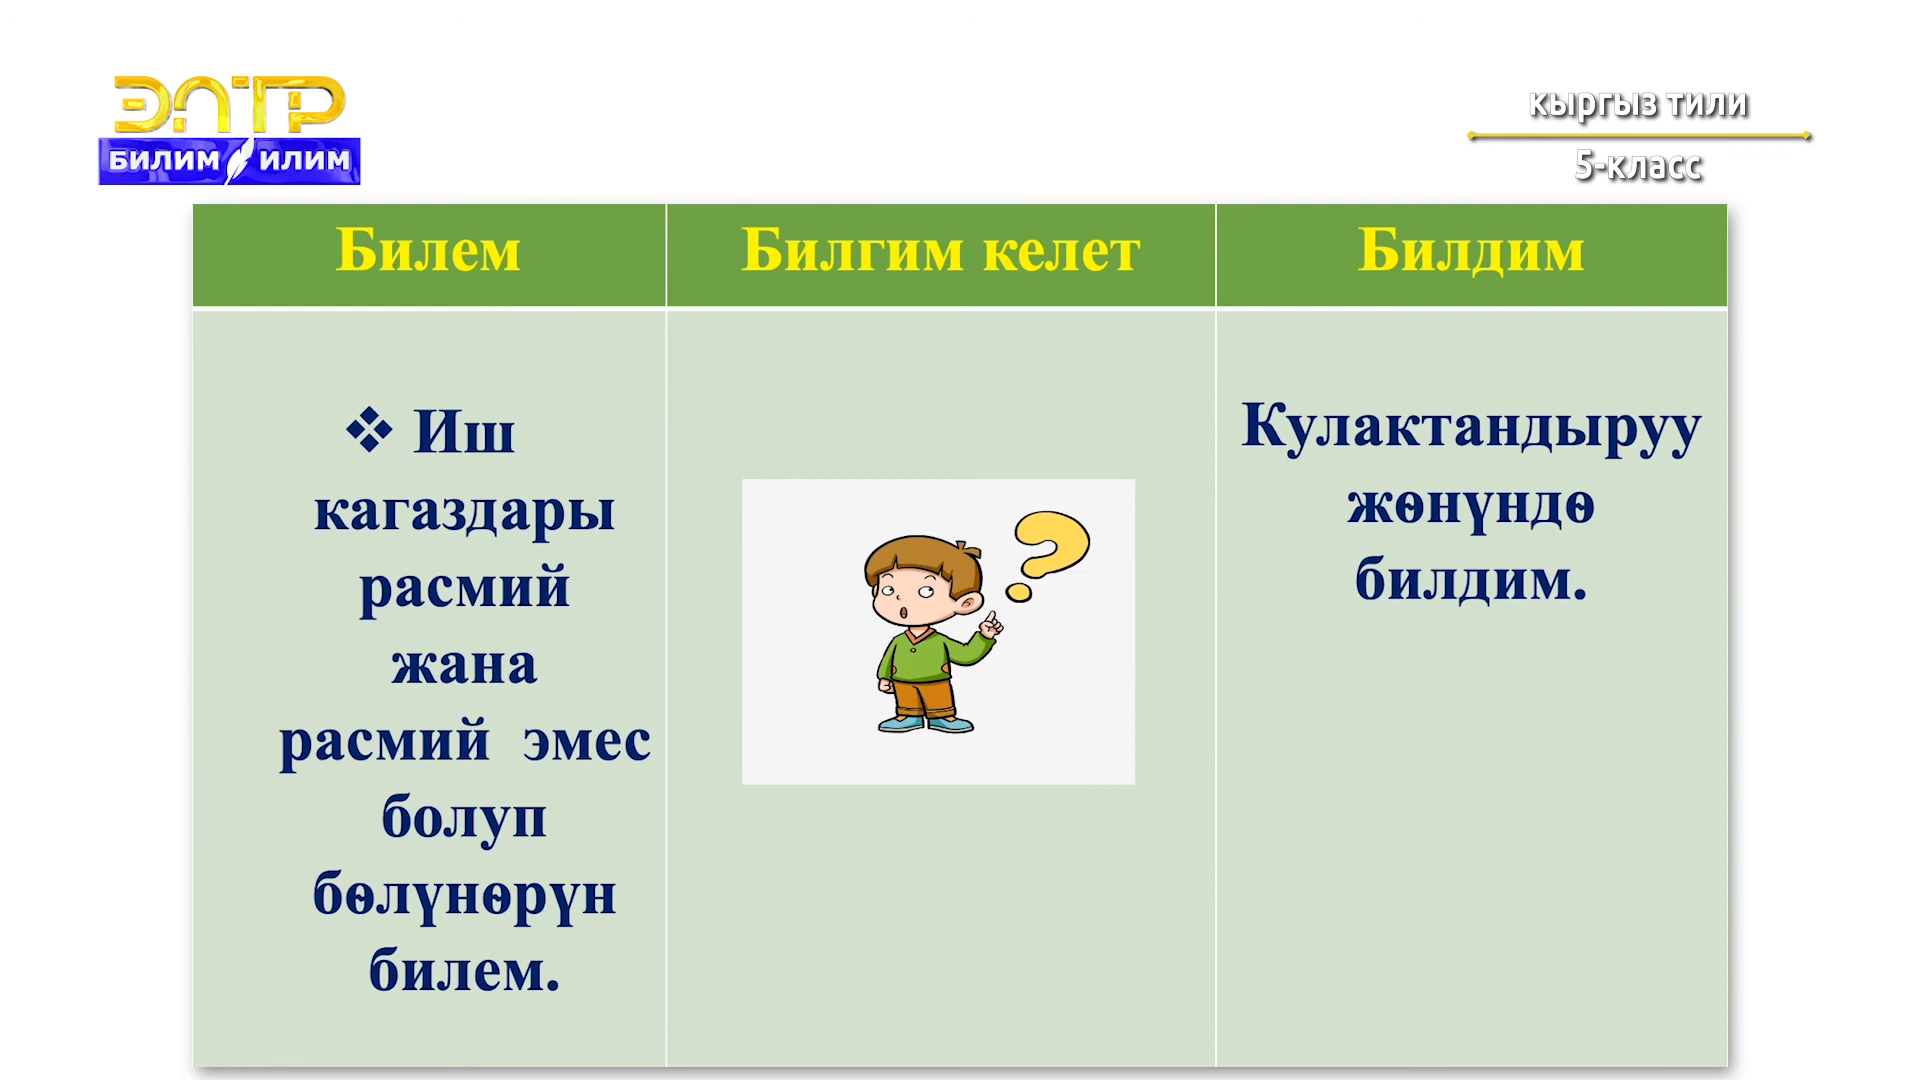 ЭЛТР
БИЛИМ ИЛИМ
кыргыз тили
5-класс
Билем
Билгим келет
Билдим
❖ Иш
кагаздары
расмий
жана
расмий эмес
болуп
бөлүнөрүн
билем.
Кулактандыруу
жөнүндө
билдим.